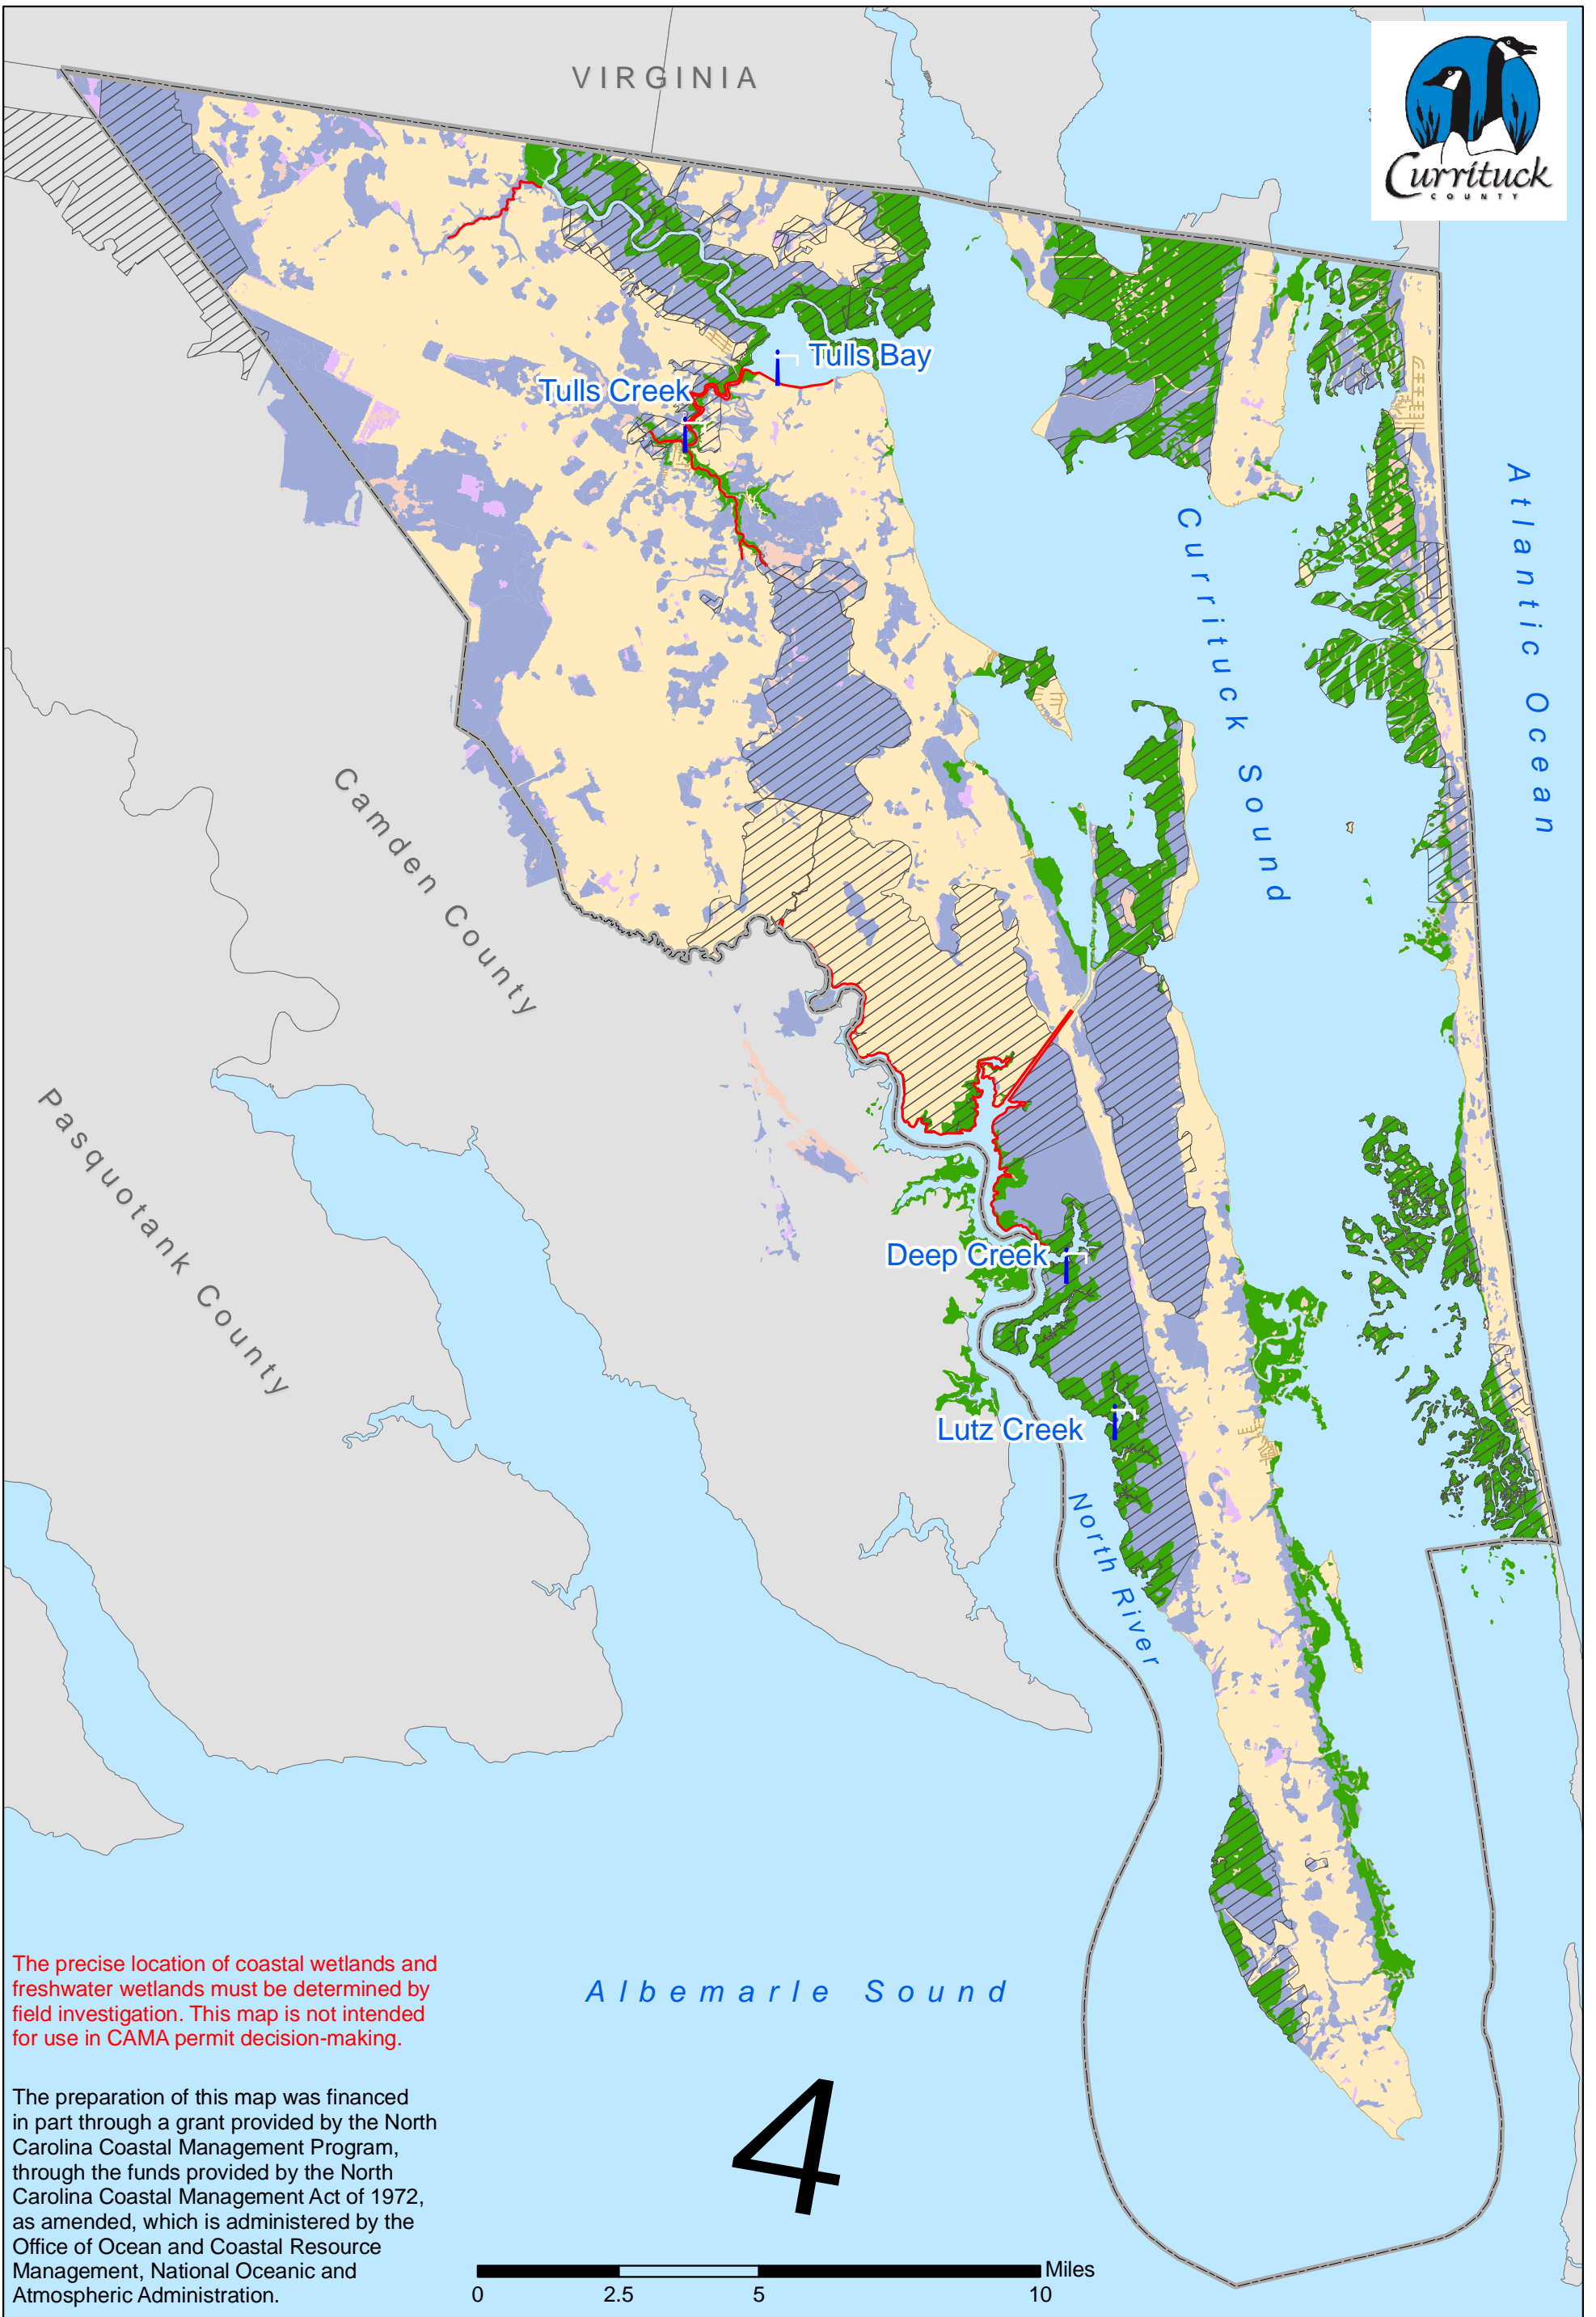 VIRGINIA
Currituck
COUNTY
Tulls Bay
Tulls Creek
Atlantic Ocean
Currituck Sound
Camden County
Pasquotank County
Deep Creek
Lutz Creek
North River
Albemarle Sound
The precise location of coastal wetlands and
freshwater wetlands must be determined by
field investigation. This map is not intended
for use in CAMA permit decision-making.
The preparation of this map was financed
in part through a grant provided by the North
Carolina Coastal Management Program,
through the funds provided by the North
Carolina Coastal Management Act of 1972,
as amended, which is administered by the
Office of Ocean and Coastal Resource
Management, National Oceanic and
Atmospheric Administration.
4
Miles
0 2.5 5 10